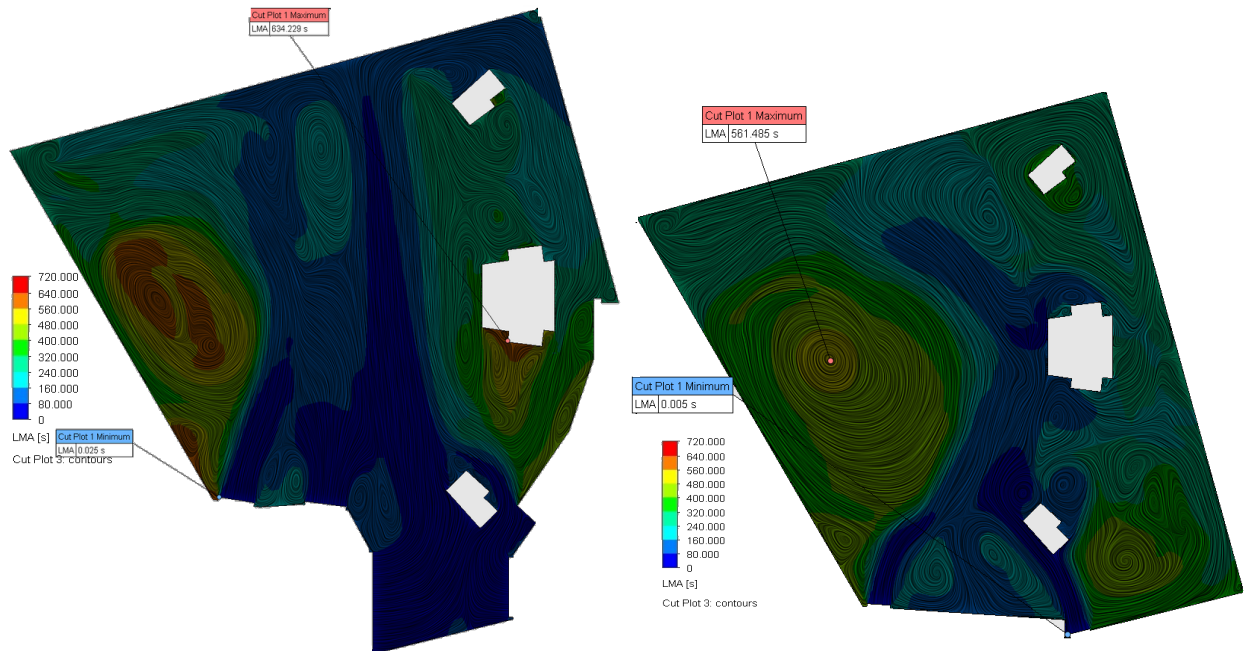 Cut Plot 1 Maximum
LMA 634.229 s
720.000
640.000
560.000
480.000
400.000
320.000
240.000
160.000
80.000
0
LMA [s]
Cut Plot 3: contours
Cut Plot 1 Minimum
LMA 0.025 s
Cut Plot 1 Maximum
LMA 561.485 s
Cut Plot 1 Minimum
LMA 0.005 s
720.000
640.000
560.000
480.000
400.000
320.000
240.000
160.000
80.000
0
LMA [s]
Cut Plot 3: contours